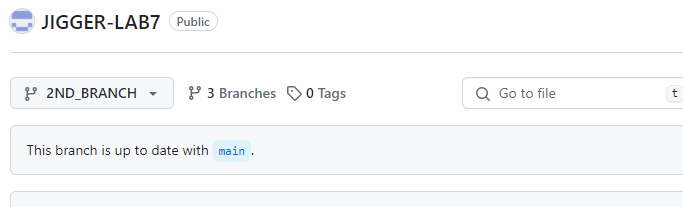 JIGGER-LAB7 Public
2ND_BRANCH 3 Branches 0 Tags Go to file t
This branch is up to date with main.